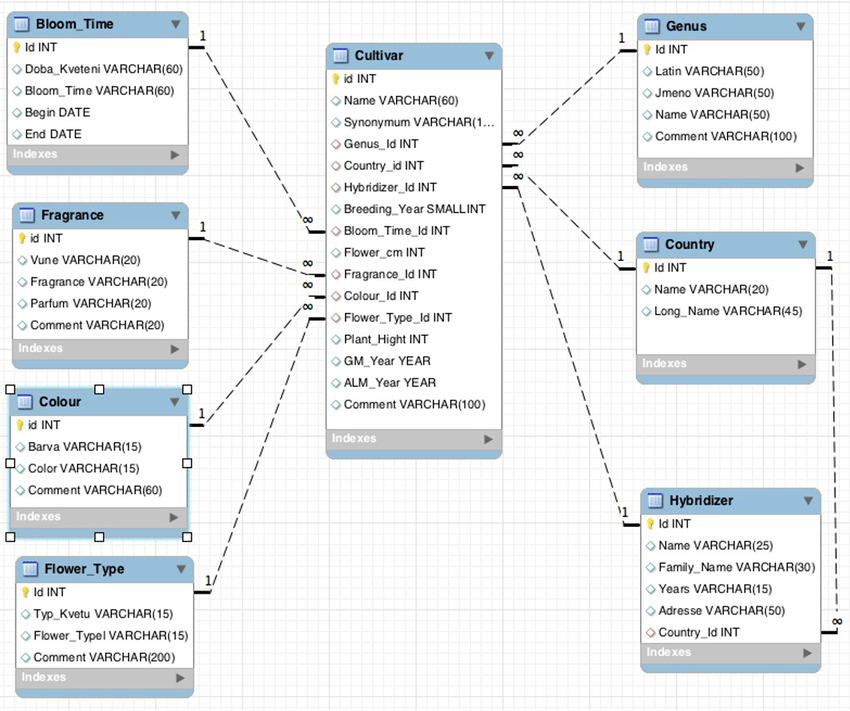 Bloom_Time
Id INT
Doba_Kveteni VARCHAR(60)
Bloom_Time VARCHAR(60)
Begin DATE
End DATE
Indexes
1
Fragrance
id INT
Vune VARCHAR(20)
Fragrance VARCHAR(20)
Parfum VARCHAR(20)
Comment VARCHAR(20)
Indexes
1
Colour
id INT
Barva VARCHAR(15)
Color VARCHAR(15)
Comment VARCHAR(60)
Indexes
1
Flower_Type
Id INT
Typ_Kvetu VARCHAR(15)
Flower_Typel VARCHAR(15)
Comment VARCHAR(200)
Indexes
1
Cultivar
id INT
Name VARCHAR(60)
Synonymum VARCHAR(1...
Genus_Id INT
Country_id INT
Hybridizer_Id INT
Breeding_Year SMALLINT
Bloom_Time_Id INT
Flower_cm INT
Fragrance_Id INT
Colour_Id INT
Flower_Type_Id INT
Plant_Hight INT
GM_Year YEAR
ALM_Year YEAR
Comment VARCHAR(100)
Indexes
∞
∞
∞
∞
∞
∞
∞
Genus
Id INT
Latin VARCHAR(50)
Jmeno VARCHAR(50)
Name VARCHAR(50)
Comment VARCHAR(100)
Indexes
1
Country
Id INT
Name VARCHAR(20)
Long_Name VARCHAR(45)
Indexes
1
1
Hybridizer
Id INT
Name VARCHAR(25)
Family_Name VARCHAR(30)
Years VARCHAR(15)
Adresse VARCHAR(50)
Country_Id INT
Indexes
1
∞